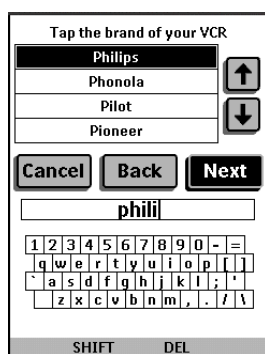 Tap the brand of your VCR
Philips
Phonola
Pilot
Pioneer
Cancel Back Next
phili
1 2 3 4 5 6 7 8 9 0 - =
q w e r t y u i o p [ ]
` a s d f g h j k l ; '
z x c v b n m , . / \
SHIFT DEL